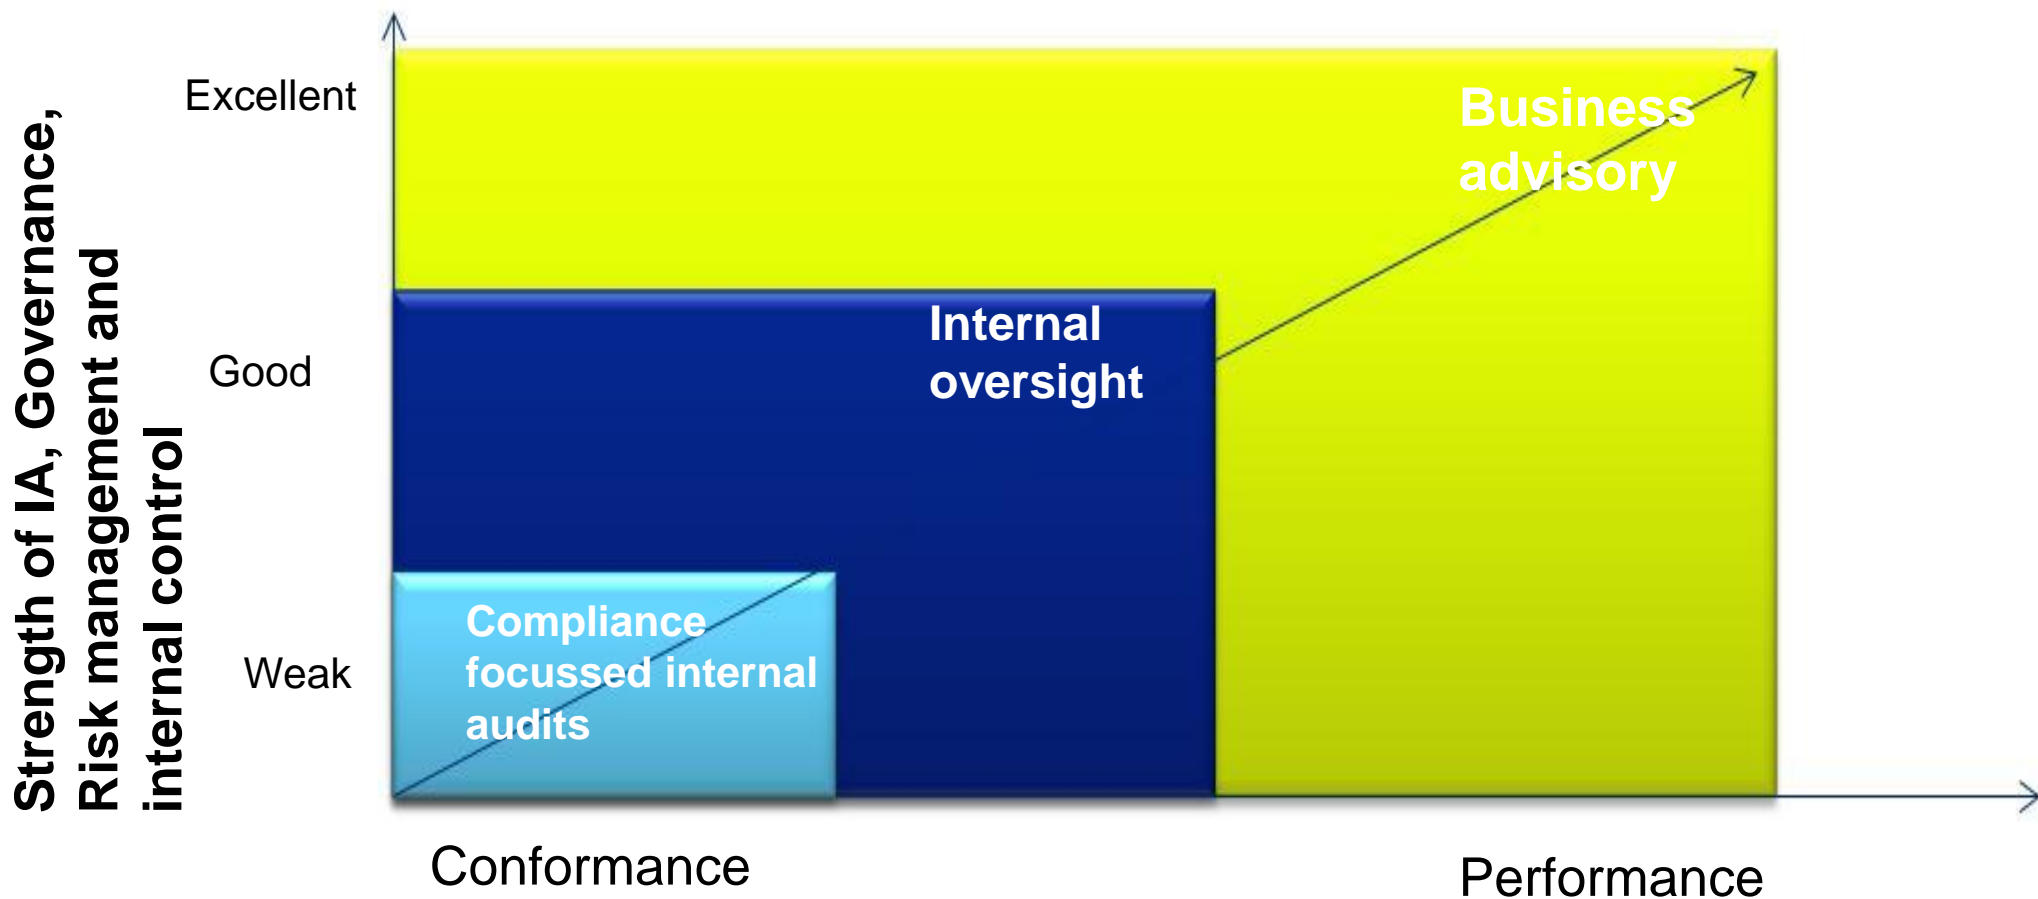 Strength of IA, Governance,
Risk management and
internal control
Excellent
Good
Weak
Business
advisory
Internal
oversight
Compliance
focussed internal
audits
Conformance
Performance